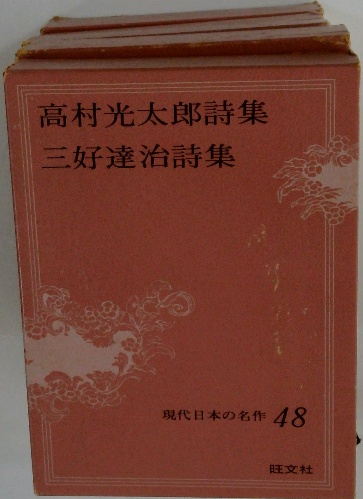 高村光太郎詩集
三好達治詩集
現代日本の名作 48
旺文社